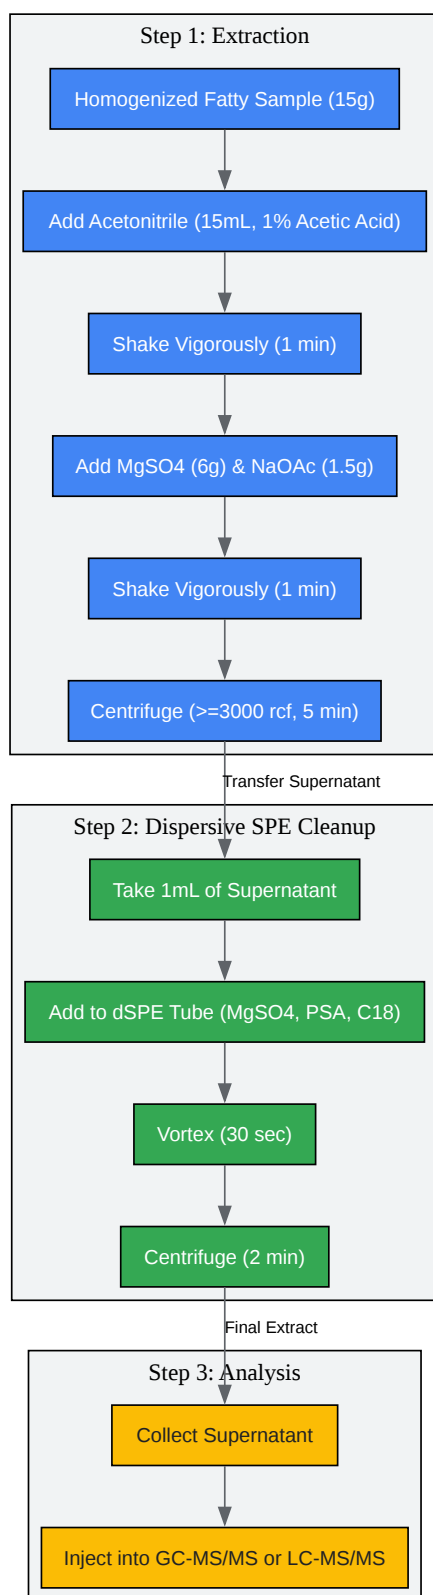 Step 1: Extraction
Homogenized Fatty Sample (15g)
Add Acetonitrile (15mL, 1% Acetic Acid)
Shake Vigorously (1 min)
Add MgSO4 (6g) & NaOAc (1.5g)
Shake Vigorously (1 min)
Centrifuge (>=3000 rcf, 5 min)
Transfer Supernatant
Step 2: Dispersive SPE Cleanup
Take 1mL of Supernatant
Add to dSPE Tube (MgSO4, PSA, C18)
Vortex (30 sec)
Centrifuge (2 min)
Final Extract
Step 3: Analysis
Collect Supernatant
Inject into GC-MS/MS or LC-MS/MS